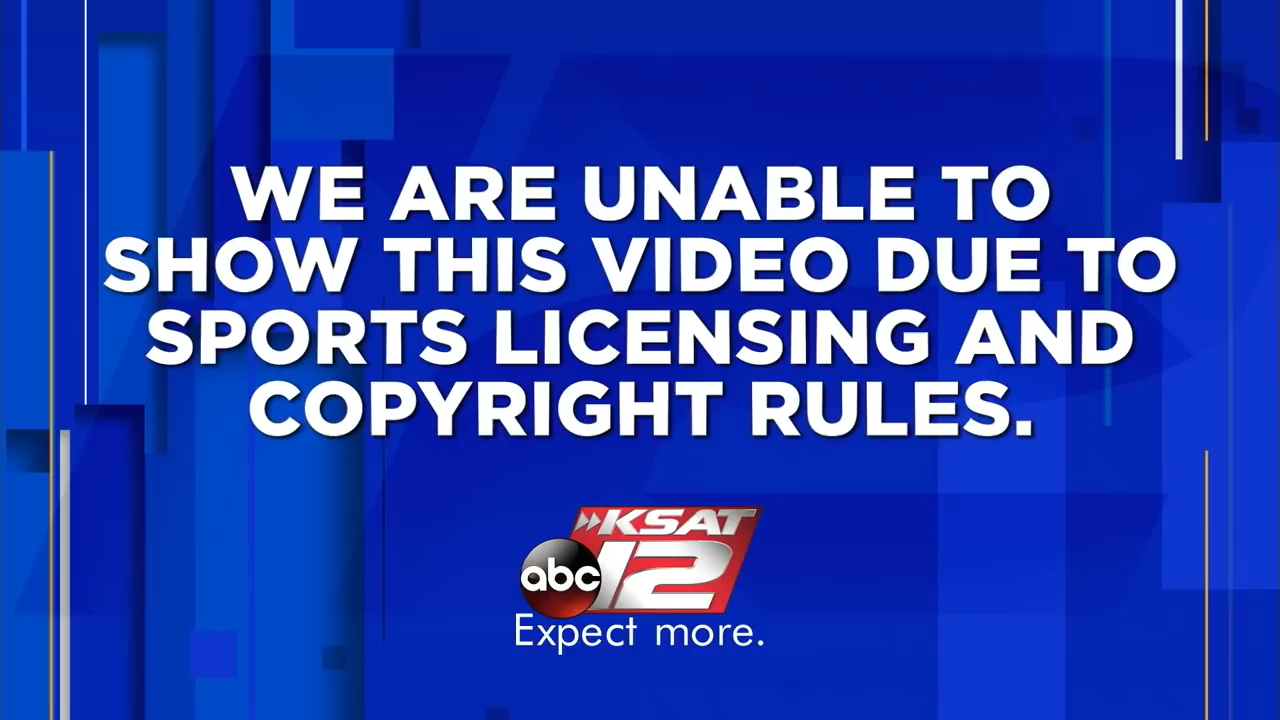 WE ARE UNABLE TO
SHOW THIS VIDEO DUE TO
SPORTS LICENSING AND
COPYRIGHT RULES.
KSAT
abc 12
Expect more.